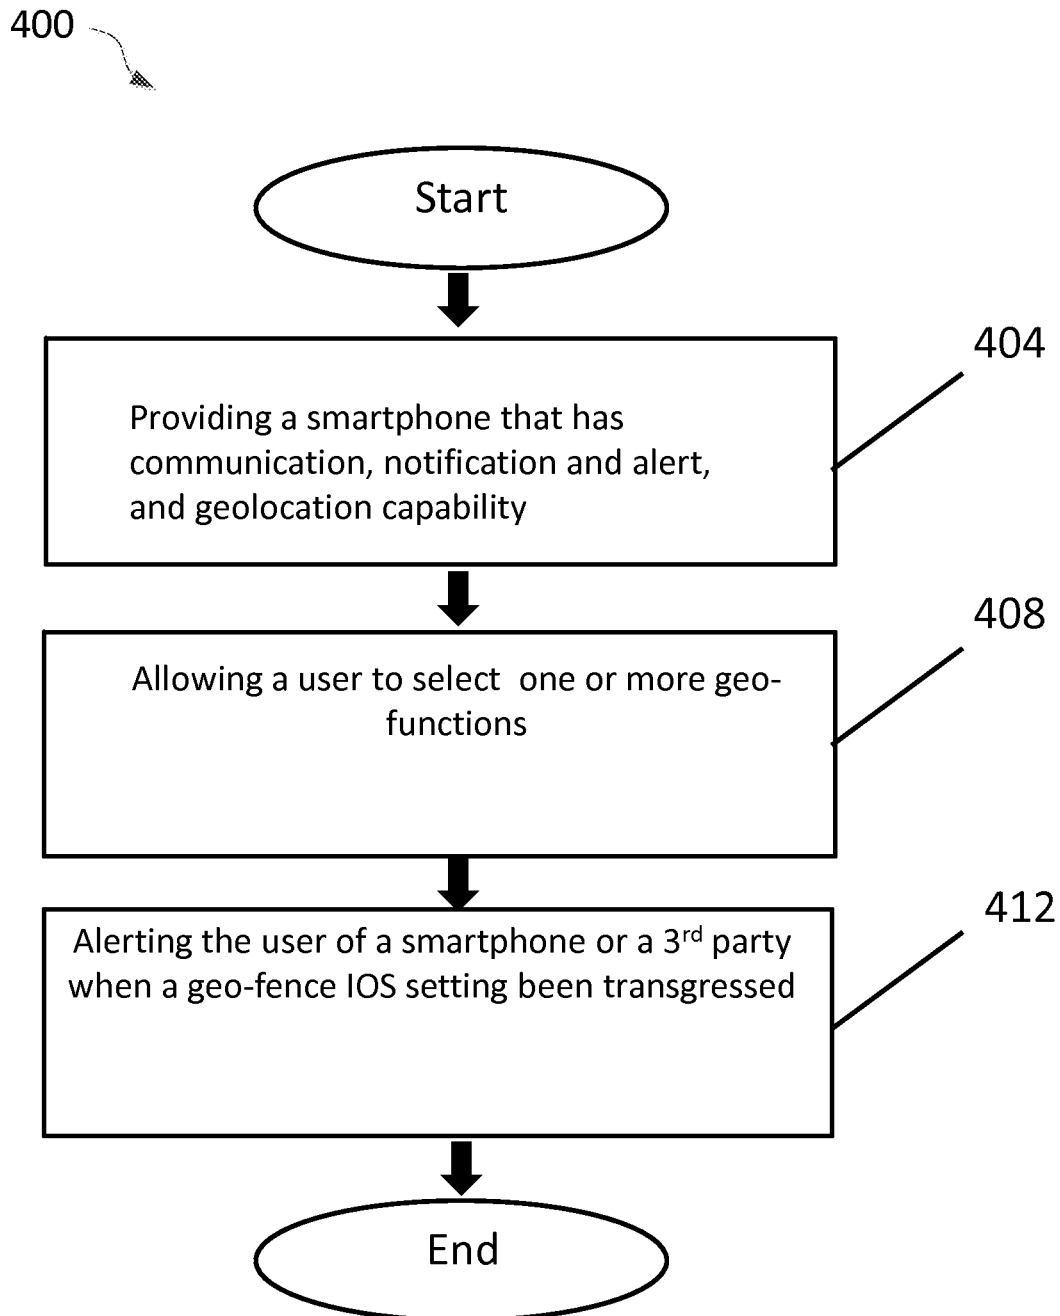 400
Start
404
Providing a smartphone that has
communication, notification and alert,
and geolocation capability
408
Allowing a user to select  one or more geo-
functions
412
Alerting the user of a smartphone or a 3rd party
when a geo-fence IOS setting been transgressed
End